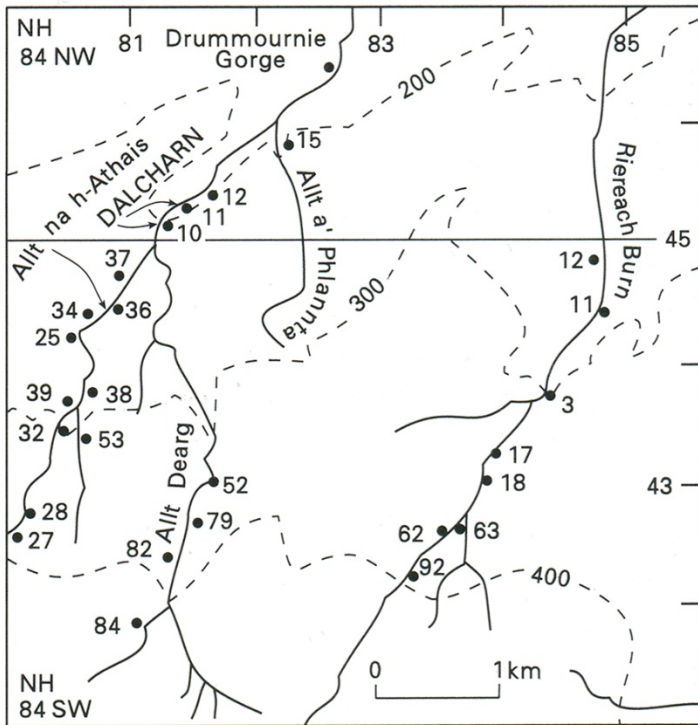 NH
84 NW
81
83
85
Drummournie
Gorge
200
15
Allt na h-Athais
DALCHARN
12
11
10
Allt a' Phlannta
Riereach Burn
45
37
12
34
36
300
11
25
39
38
3
32
53
Allt Dearg
17
52
18
43
28
79
27
62
63
82
92
400
84
0
1km
NH
84 SW